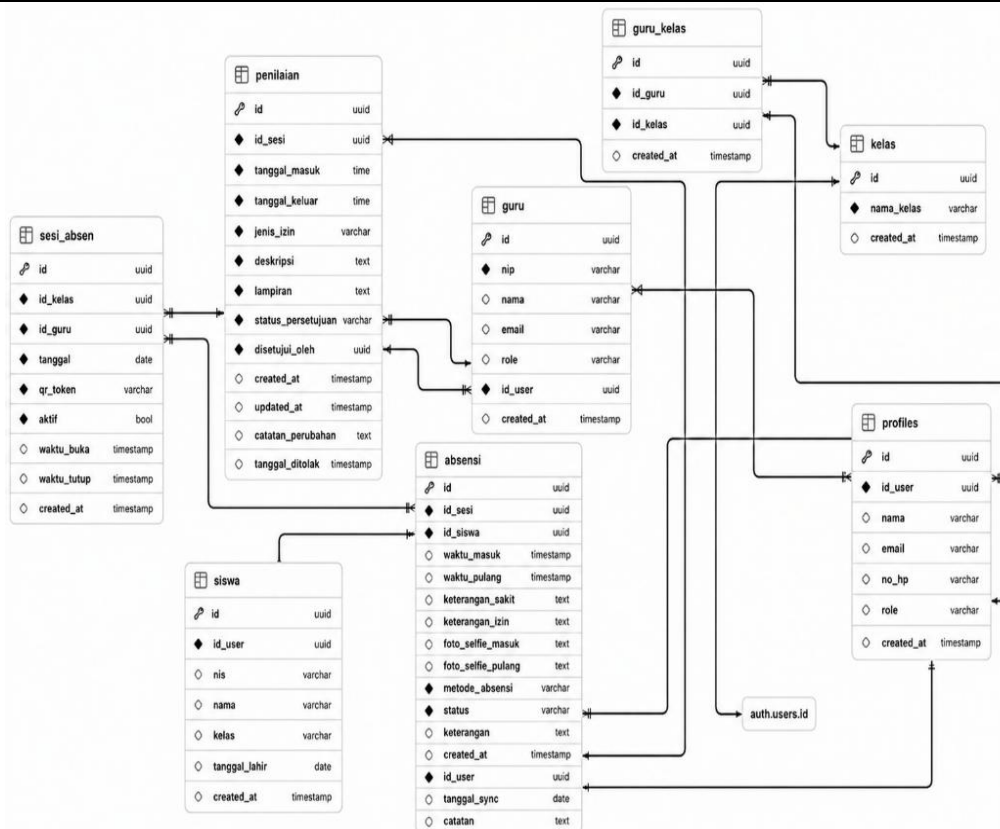 guru_kelas
id uuid
id_guru uuid
id_kelas uuid
created_at timestamp
penilaian
id uuid
id_sesi uuid
tanggal_masuk time
tanggal_keluar time
jenis_izin varchar
deskripsi text
lampiran text
status_persetujuan varchar
disetujui_oleh uuid
created_at timestamp
updated_at timestamp
catatan_perubahan text
tanggal_ditolak timestamp
kelas
id uuid
nama_kelas varchar
created_at timestamp
guru
id uuid
nip varchar
nama varchar
email varchar
role varchar
id_user uuid
created_at timestamp
sesi_absen
id uuid
id_kelas uuid
id_guru uuid
tanggal date
qr_token varchar
aktif bool
waktu_buka timestamp
waktu_tutup timestamp
created_at timestamp
profiles
id uuid
id_user uuid
nama varchar
email varchar
no_hp varchar
role varchar
created_at timestamp
absensi
id uuid
id_sesi uuid
id_siswa uuid
waktu_masuk timestamp
waktu_pulang timestamp
keterangan_sakit text
keterangan_izin text
foto_selfie_masuk text
foto_selfie_pulang text
metode_absensi varchar
status varchar
keterangan text
created_at timestamp
id_user uuid
tanggal_sync date
catatan text
siswa
id uuid
id_user uuid
nis varchar
nama varchar
kelas varchar
tanggal_lahir date
created_at timestamp
auth.users.id